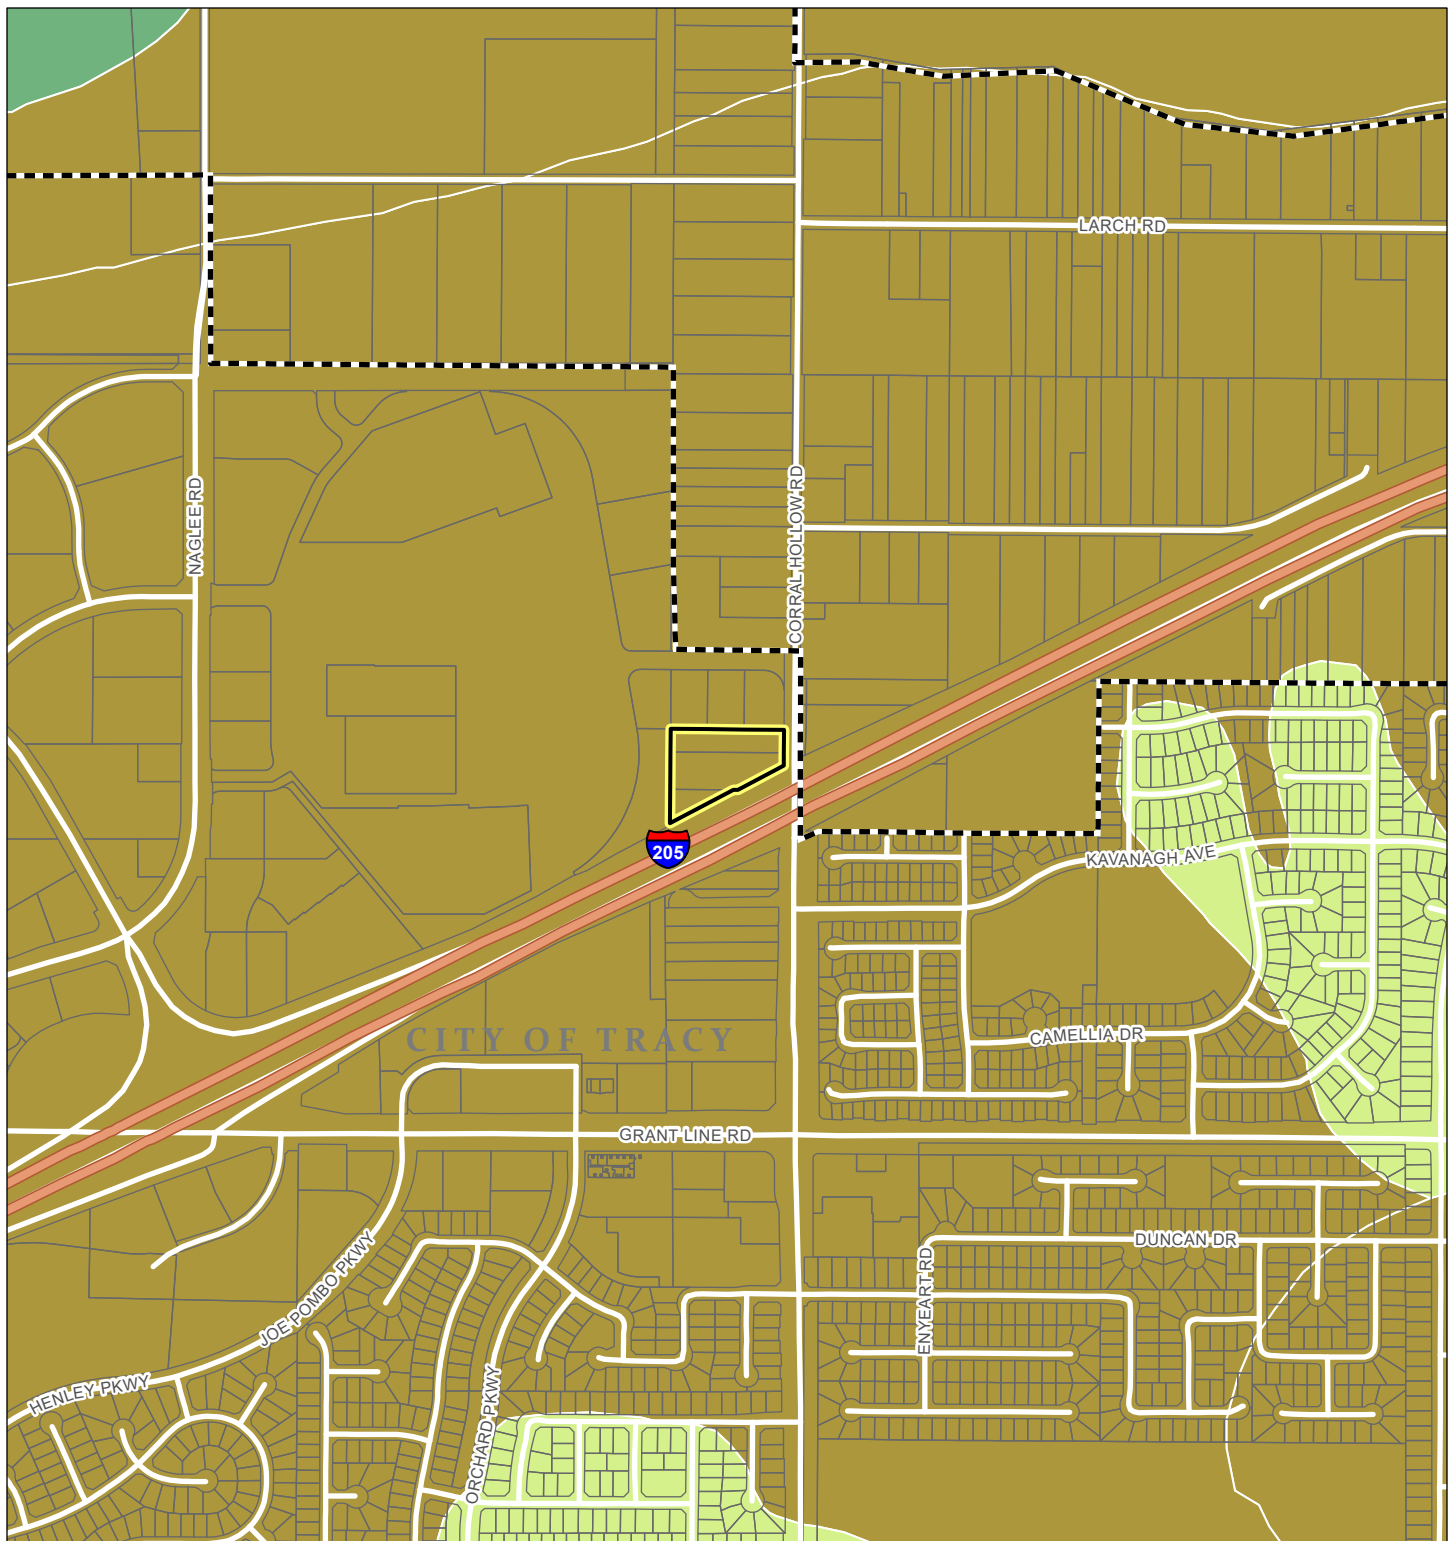 LARCH RD
NAGLEE RD
CORRAL HOLLOW RD
205
KAVANAGH AVE
CITY OF TRACY
CAMELLIA DR
GRANT LINE RD
DUNCAN DR
ENYEART RD
JOE POMBO PKWY
HENLEY PKWY
ORCHARD PKWY